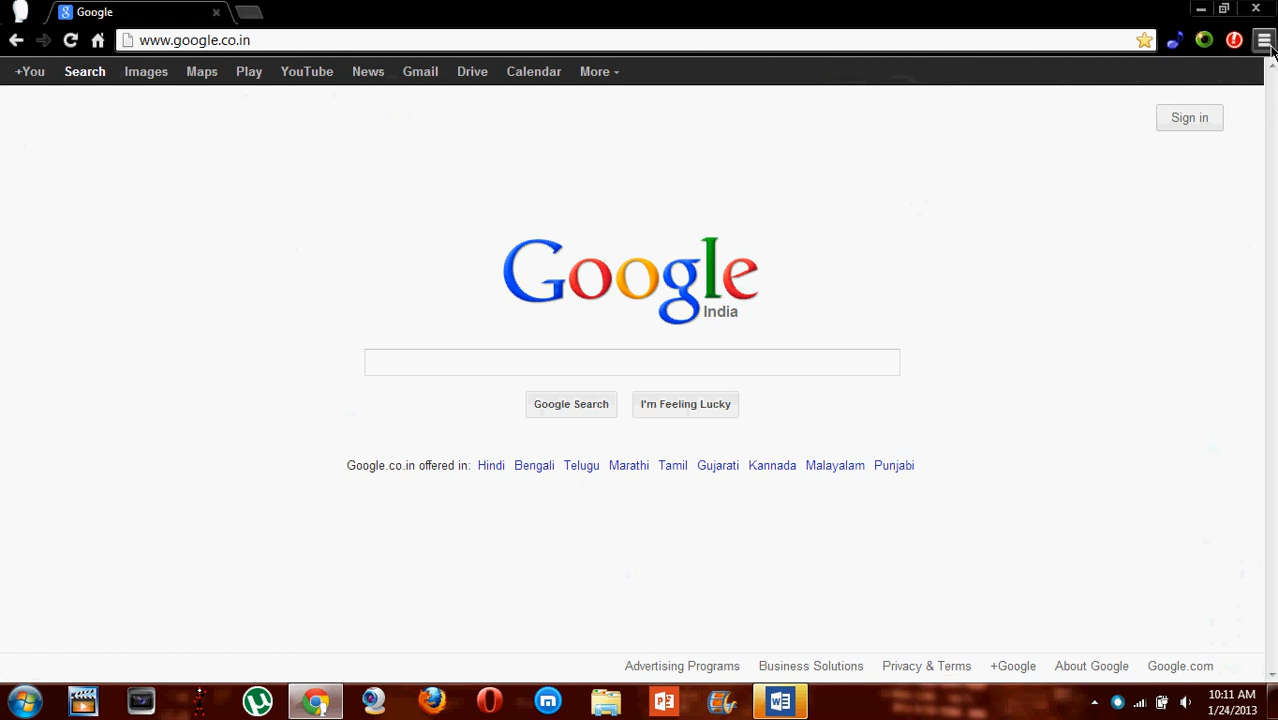 Google
www.google.co.in
+You Search Images Maps Play YouTube News Gmail Drive Calendar More
Sign in
Google
India
Google Search I'm Feeling Lucky
Google.co.in offered in: Hindi Bengali Telugu Marathi Tamil Gujarati Kannada Malayalam Punjabi
Advertising Programs Business Solutions Privacy & Terms +Google About Google Google.com
10:11 AM
1/24/2013